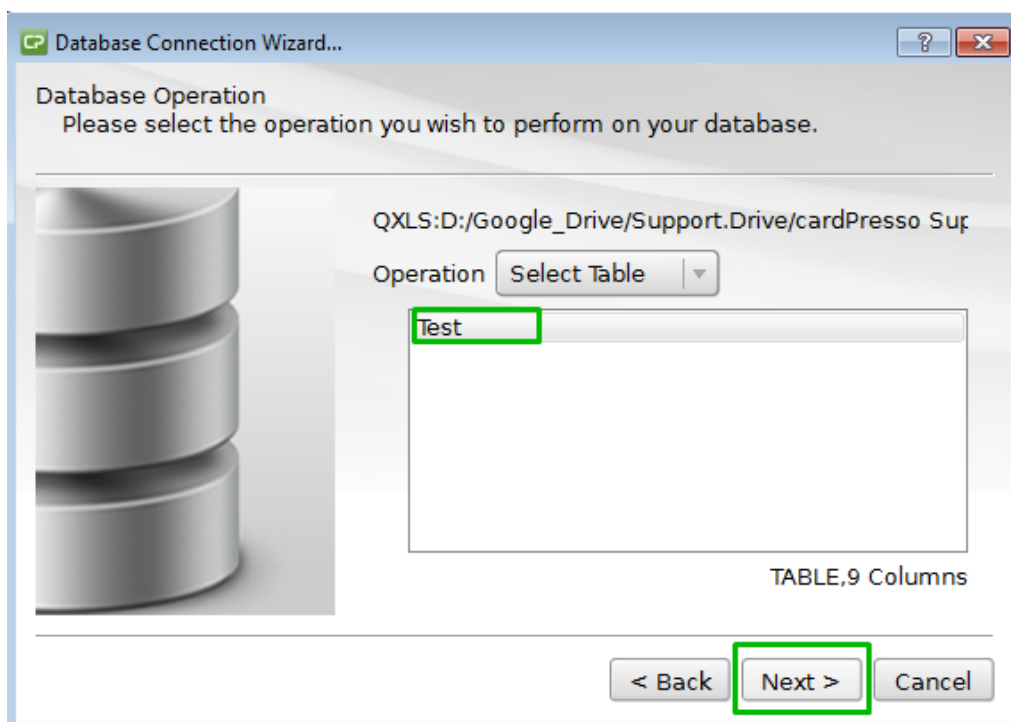 CP Database Connection Wizard...
?
Database Operation
Please select the operation you wish to perform on your database.
QXLS:D:/Google_Drive/Support.Drive/cardPresso Sup
Operation Select Table
Test
TABLE,9 Columns
< Back Next > Cancel